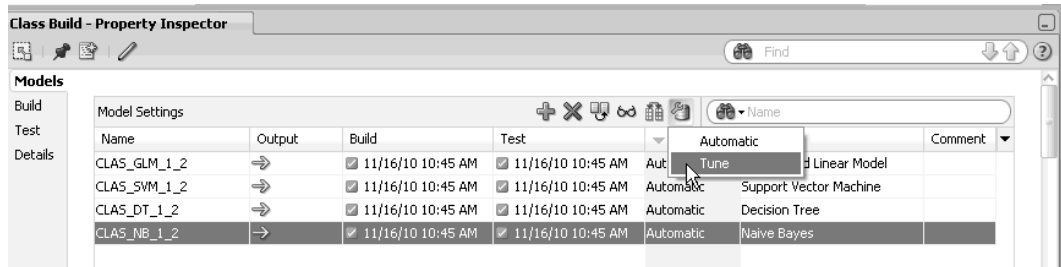 Class Build - Property Inspector
Find
Models
Build
Test
Details
Model Settings
Name
Name Output Build Test Comment
Automatic
Tune
CLAS_GLM_1_2 11/16/10 10:45 AM 11/16/10 10:45 AM Aut d Linear Model
CLAS_SVM_1_2 11/16/10 10:45 AM 11/16/10 10:45 AM Automatic Support Vector Machine
CLAS_DT_1_2 11/16/10 10:45 AM 11/16/10 10:45 AM Automatic Decision Tree
CLAS_NB_1_2 11/16/10 10:45 AM 11/16/10 10:45 AM Automatic Naive Bayes